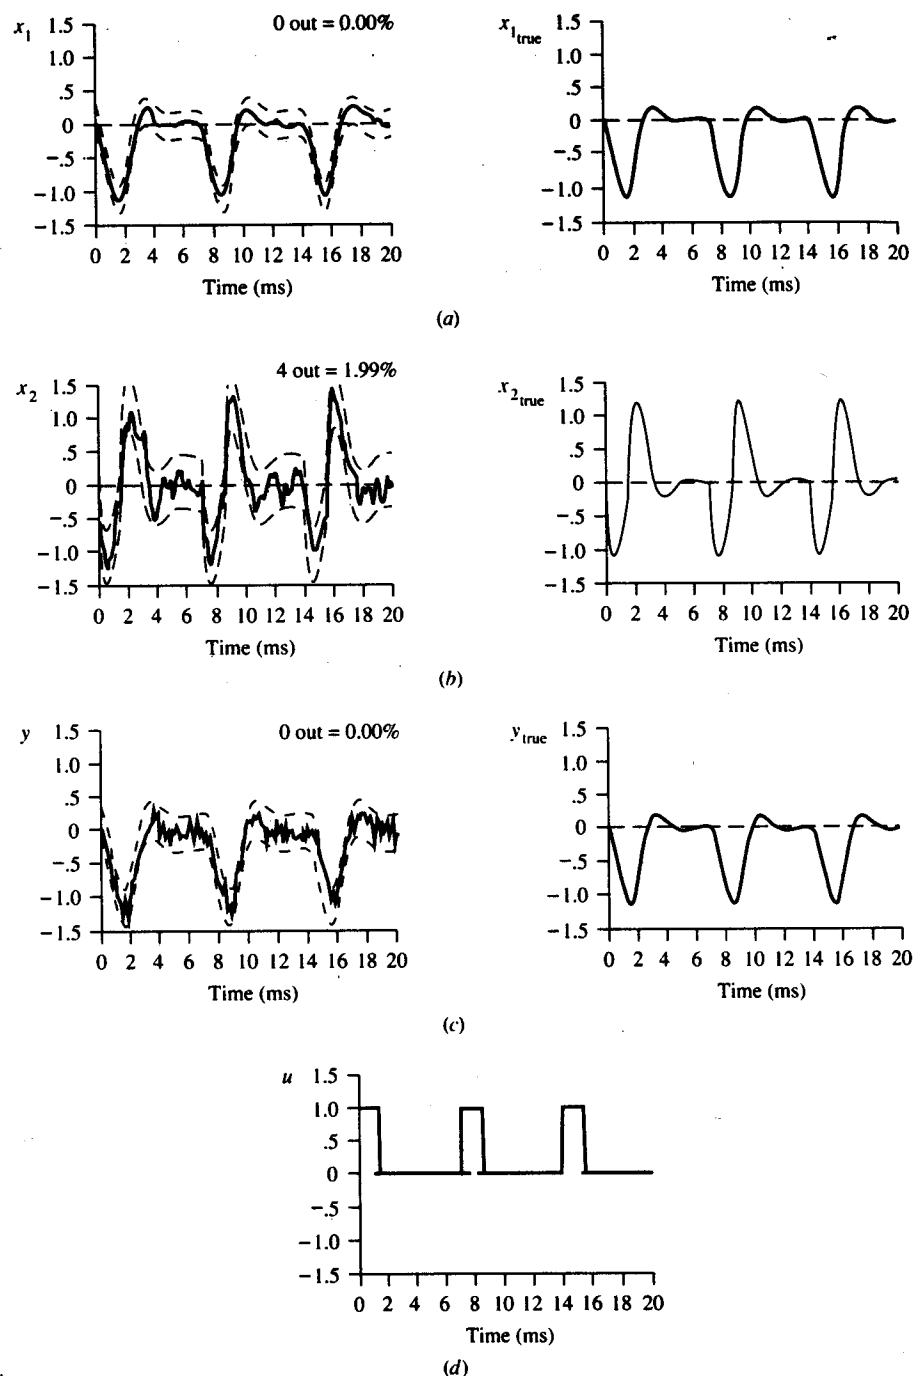 x1 1.5 0 out = 0.00% x1true 1.5
1.0 1.0
.5 .5
0 0
−.5 −.5
−1.0 −1.0
−1.5 −1.5
0 2 4 6 8 10 12 14 16 18 20 0 2 4 6 8 10 12 14 16 18 20
Time (ms) Time (ms)
(a)
x2 1.5 4 out = 1.99% x2true 1.5
1.0 1.0
.5 .5
0 0
−.5 −.5
−1.0 −1.0
−1.5 −1.5
0 2 4 6 8 10 12 14 16 18 20 0 2 4 6 8 10 12 14 16 18 20
Time (ms) Time (ms)
(b)
y 1.5 0 out = 0.00% ytrue 1.5
1.0 1.0
.5 .5
0 0
−.5 −.5
−1.0 −1.0
−1.5 −1.5
0 2 4 6 8 10 12 14 16 18 20 0 2 4 6 8 10 12 14 16 18 20
Time (ms) Time (ms)
(c)
u 1.5
1.0
.5
0
−.5
−1.0
−1.5
0 2 4 6 8 10 12 14 16 18 20
Time (ms)
(d)